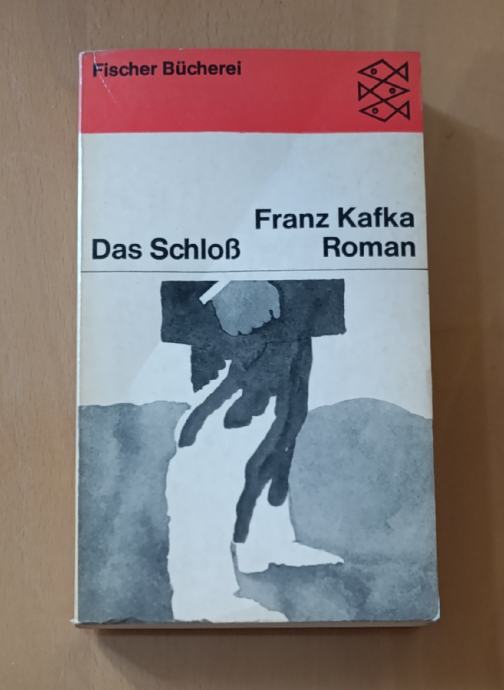 Fischer Bücherei
Franz Kafka
Das Schloß Roman